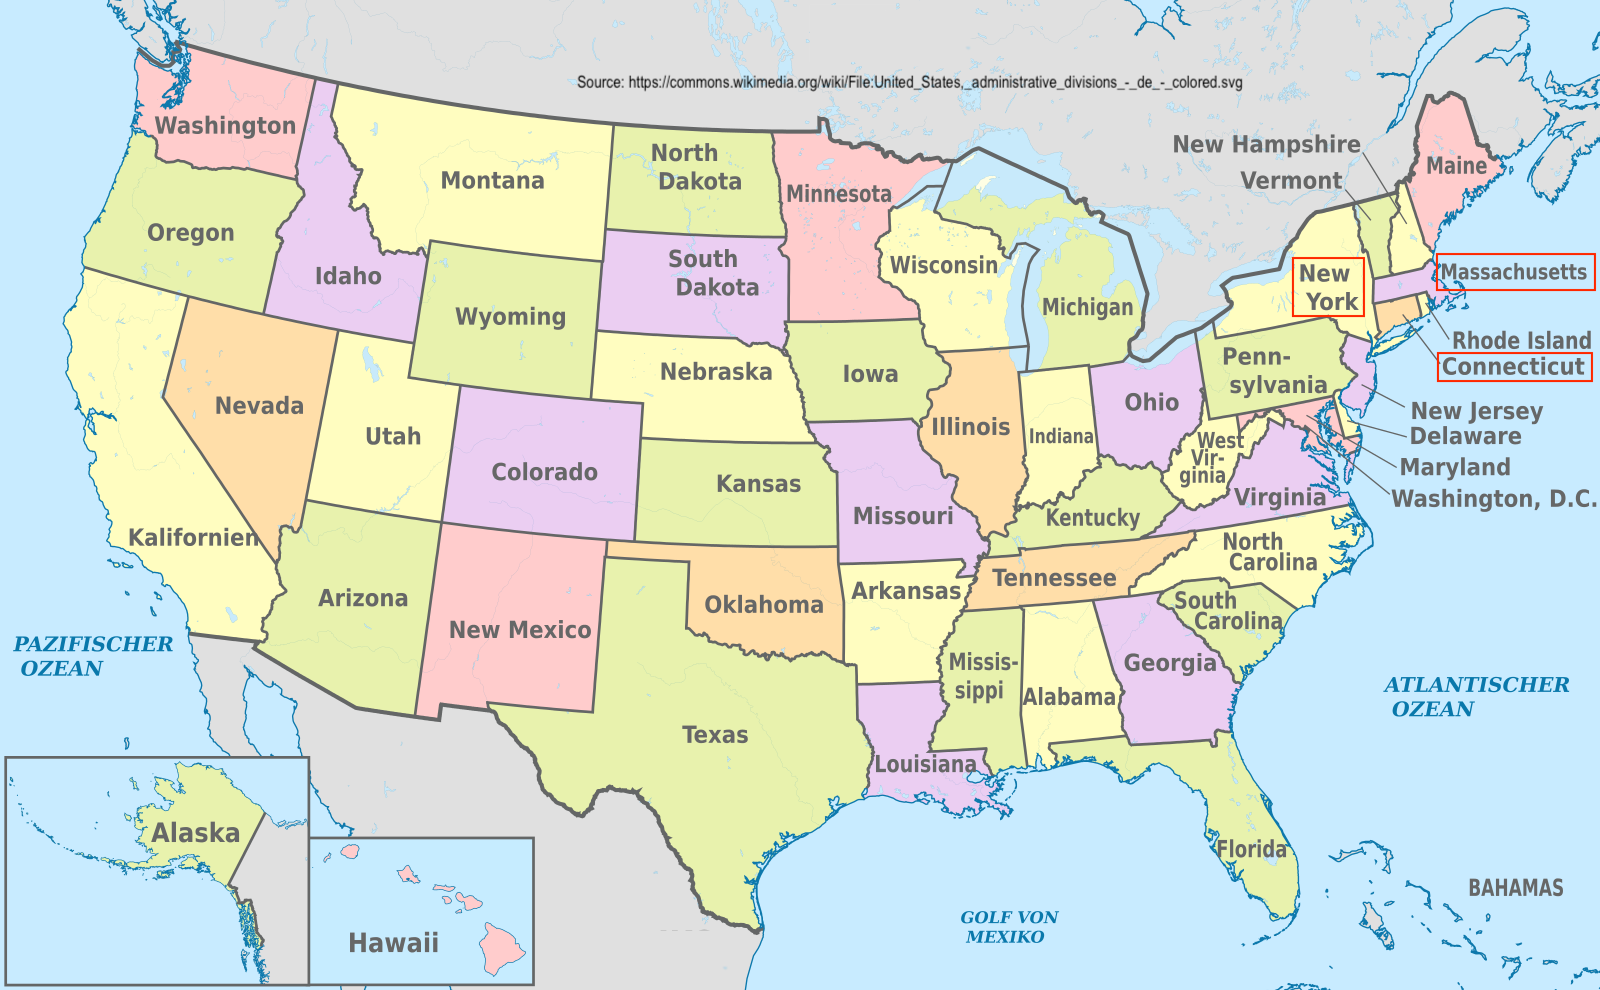 Source: https://commons.wikimedia.org/wiki/File:United_States,_administrative_divisions_-_de_-_colored.svg
Washington
Montana
North
Dakota
Minnesota
New Hampshire
Vermont
Maine
Oregon
Idaho
South
Dakota
Wisconsin
Michigan
New
York
Massachusetts
Wyoming
Nebraska
Iowa
Penn-
sylvania
Rhode Island
Connecticut
Nevada
Utah
Colorado
Kansas
Illinois
Indiana
Ohio
New Jersey
Delaware
Maryland
Washington, D.C.
West
Vir-
ginia
Virginia
Kentucky
Missouri
Kalifornien
Arizona
New Mexico
Oklahoma
Arkansas
Tennessee
North
Carolina
South
Carolina
Georgia
Alabama
Missis-
sippi
PAZIFISCHER
OZEAN
ATLANTISCHER
OZEAN
Texas
Louisiana
Florida
Alaska
Hawaii
GOLF VON
MEXIKO
BAHAMAS